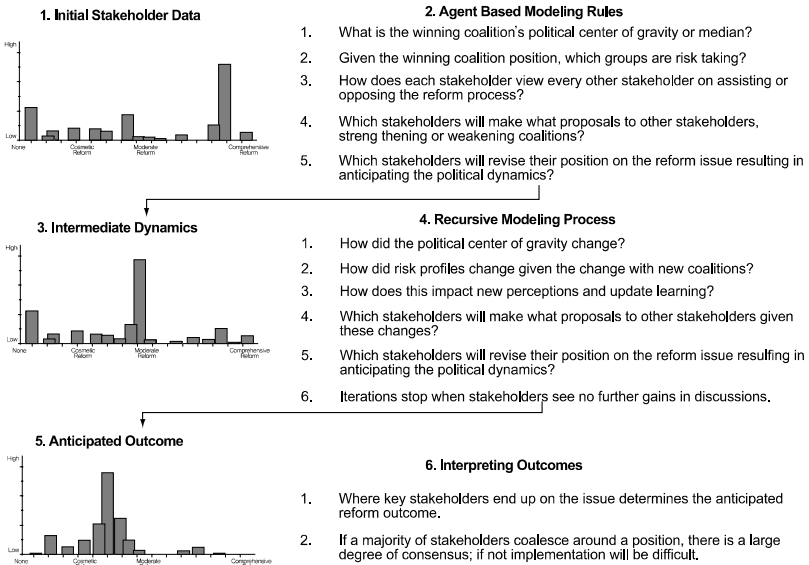 1. Initial Stakeholder Data
High
Low
None
Cosmetic
Reform
Moderate
Reform
Comprehensive
Reform
2. Agent Based Modeling Rules
1. What is the winning coalition's political center of gravity or median?
2. Given the winning coalition position, which groups are risk taking?
3. How does each stakeholder view every other stakeholder on assisting or
opposing the reform process?
4. Which stakeholders will make what proposals to other stakeholders,
streng thening or weakening coalitions?
5. Which stakeholders will revise their position on the reform issue resulting in
anticipating the political dynamics?
3. Intermediate Dynamics
High
Low
None
Cosmetic
Reform
Moderate
Reform
Comprehensive
Reform
4. Recursive Modeling Process
1. How did the political center of gravity change?
2. How did risk profiles change given the change with new coalitions?
3. How does this impact new perceptions and update learning?
4. Which stakeholders will make what proposals to other stakeholders given
these changes?
5. Which stakeholders will revise their position on the reform issue resulfing in
anticipating the political dynamics?
6. Iterations stop when stakeholders see no further gains in discussions.
5. Anticipated Outcome
High
Low
None
Cosmetic
Moderate
Comprehensive
6. Interpreting Outcomes
1. Where key stakeholders end up on the issue determines the anticipated
reform outcome.
2. If a majority of stakeholders coalesce around a position, there is a large
degree of consensus; if not implementation will be difficult.